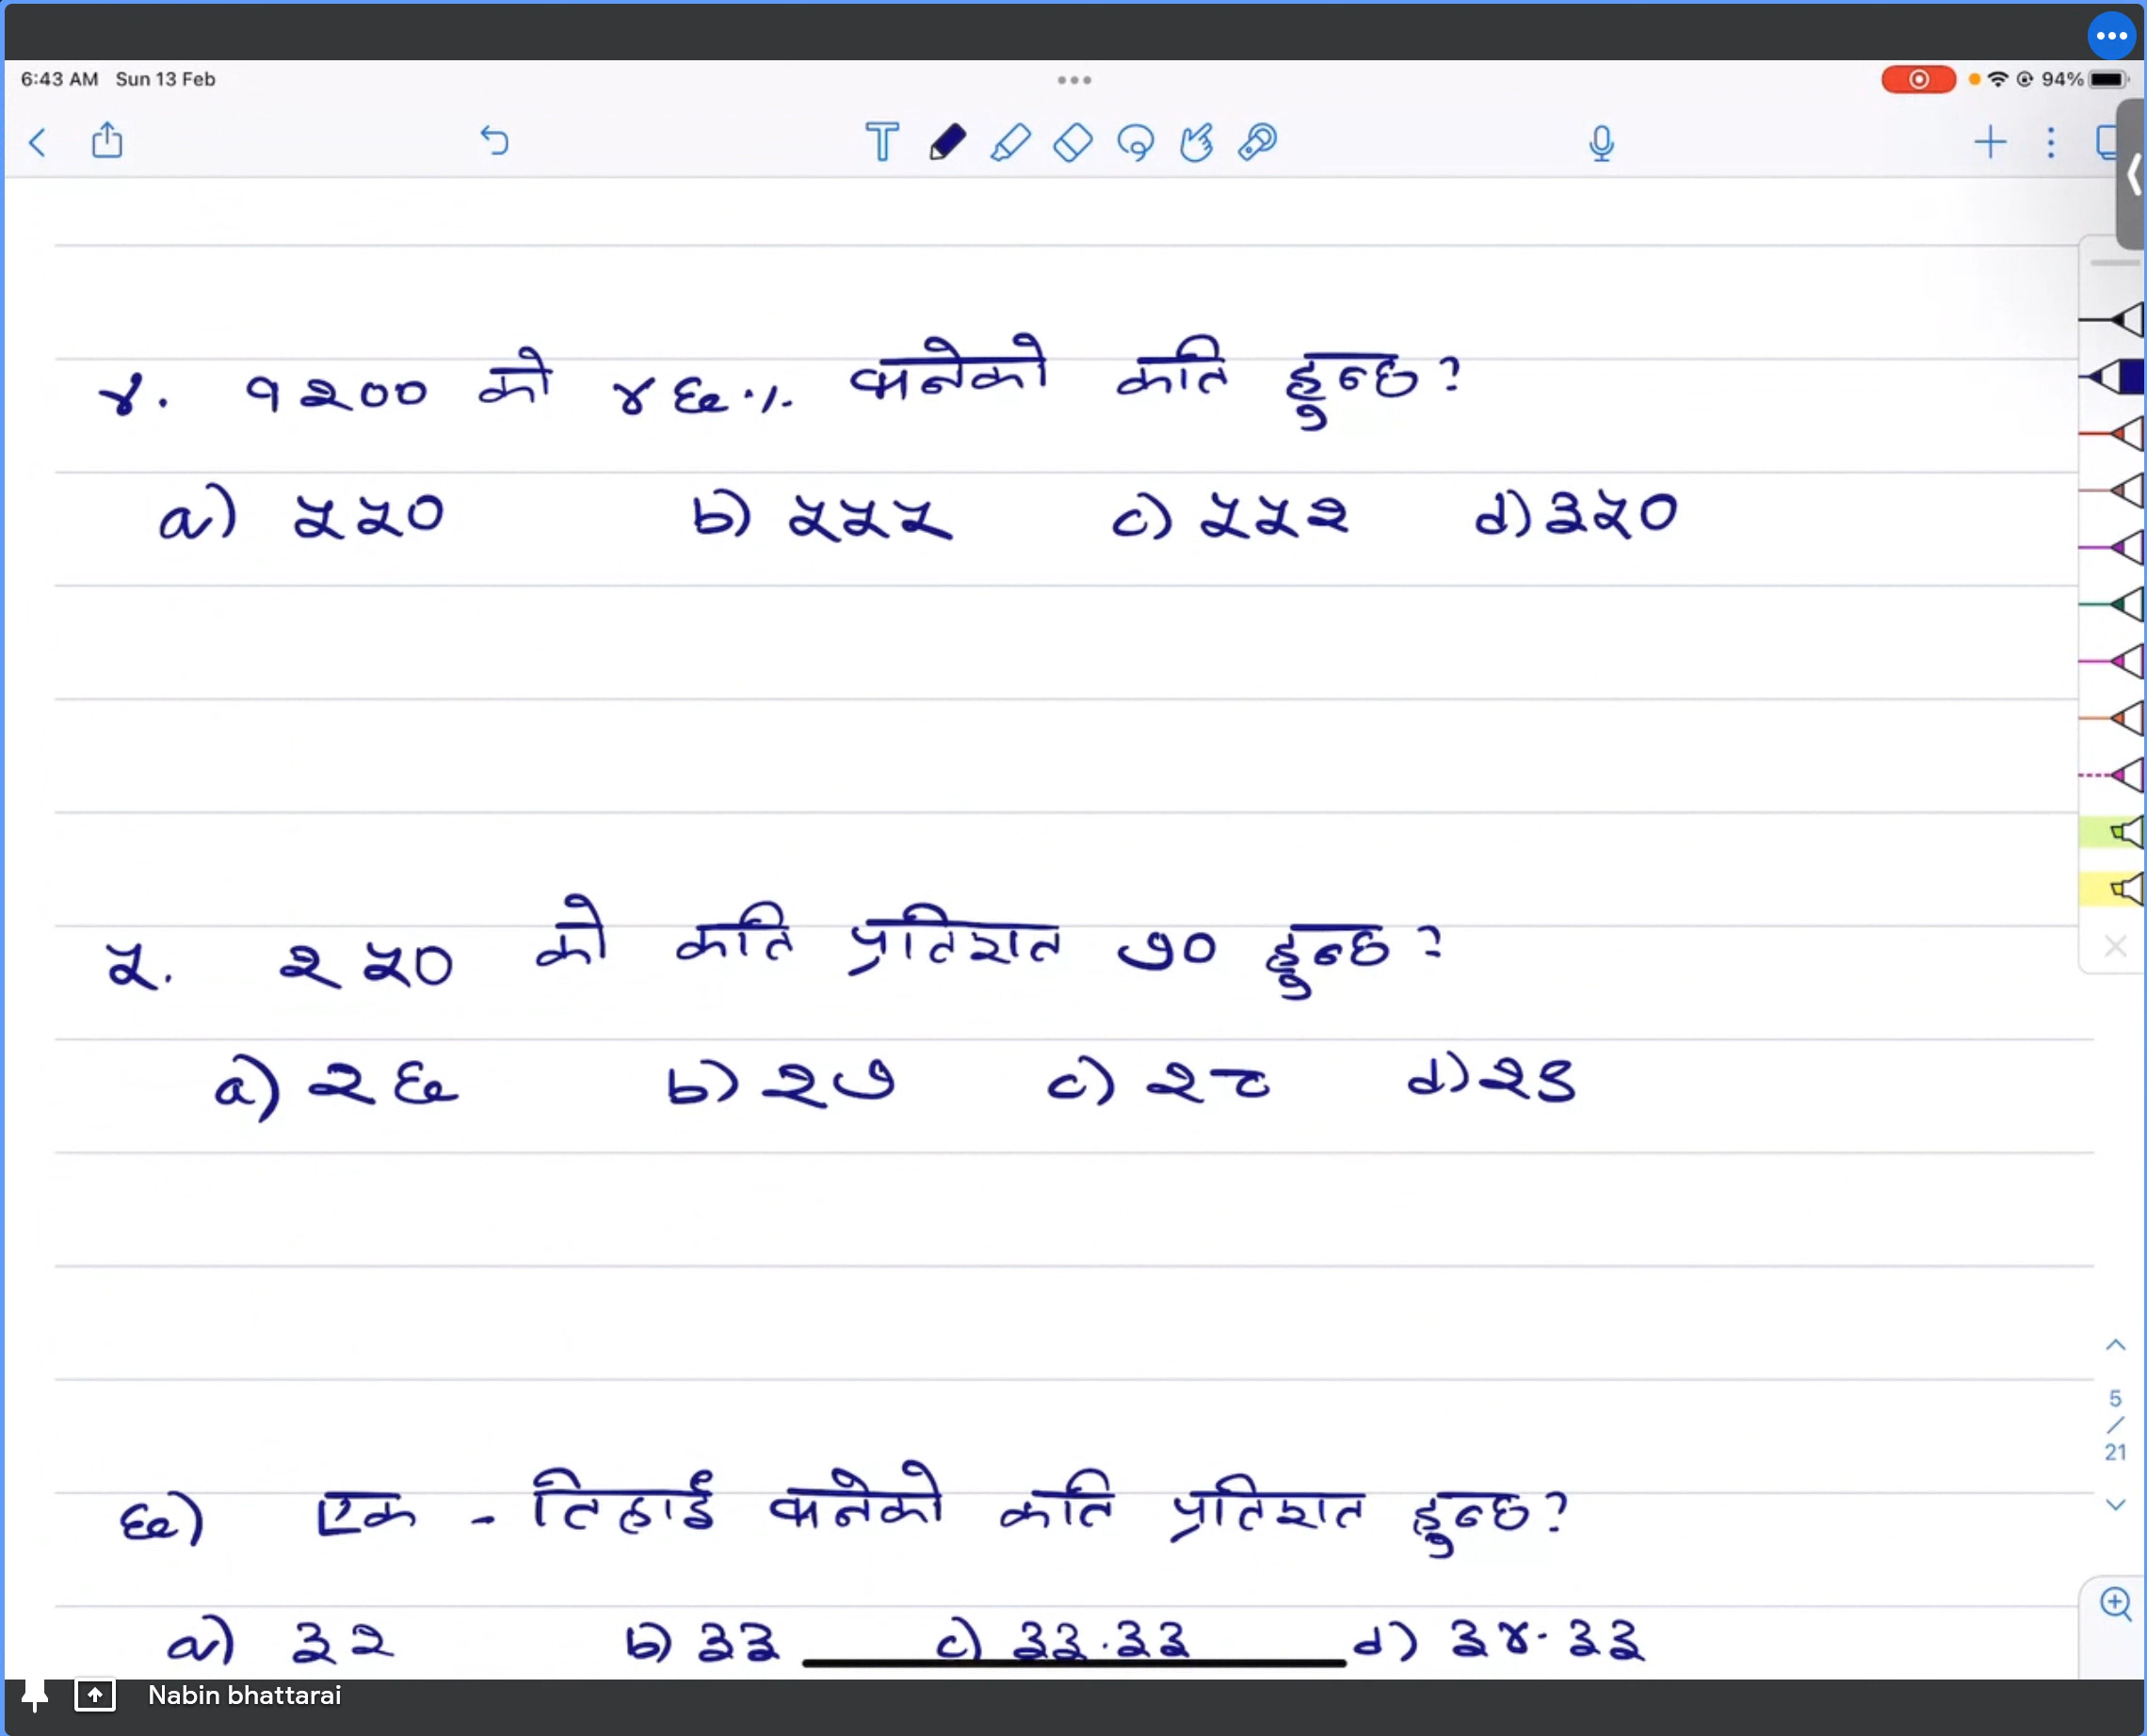 6:43 AM Sun 13 Feb
94%
४. १२०० को ४६% भनेको कति हुन्छ?
a) ५५० b) ५५५ c) ५५२ d) ३५०
५. २५० को कति प्रतिशत ७० हुन्छ?
a) २६ b) २७ c) २८ d) २९
5
/
21
६) एक - तिहाई भनेको कति प्रतिशत हुन्छ?
a) ३२ b) ३३ c) ३३.३३ d) ३४.३३
Nabin bhattarai